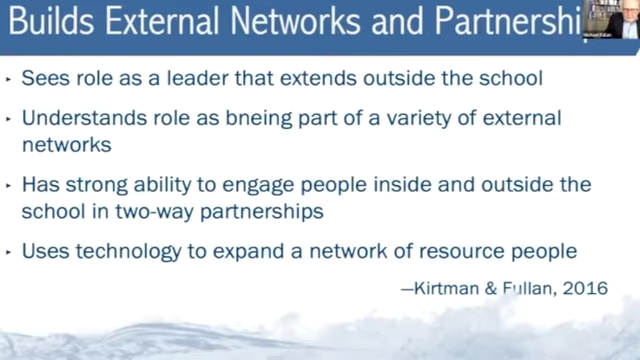 Builds External Networks and Partnershi
Michael Fullan
Sees role as a leader that extends outside the school
Understands role as bneing part of a variety of external
networks
Has strong ability to engage people inside and outside the
school in two-way partnerships
Uses technology to expand a network of resource people
—Kirtman & Fullan, 2016